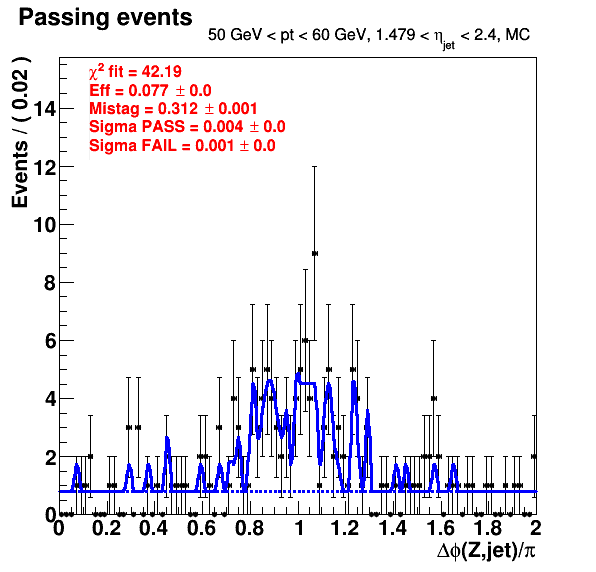 Passing events
50 GeV < pt < 60 GeV, 1.479 < η_jet < 2.4, MC
χ² fit = 42.19
Eff = 0.077 ± 0.0
Mistag = 0.312 ± 0.001
Sigma PASS = 0.004 ± 0.0
Sigma FAIL = 0.001 ± 0.0
Events / ( 0.02 )
14
12
10
8
6
4
2
0
0 0.2 0.4 0.6 0.8 1 1.2 1.4 1.6 1.8 2
Δϕ(Z,jet)/π